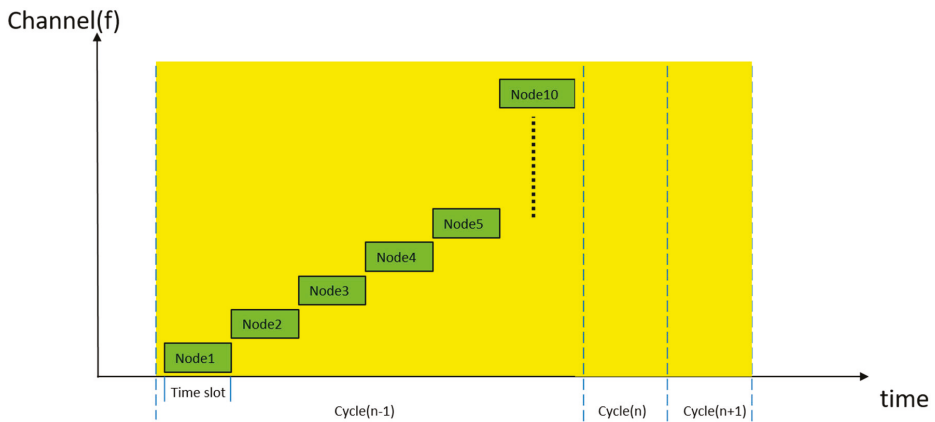 Channel(f)
Node10
Node5
Node4
Node3
Node2
Node1
Time slot
time
Cycle(n-1)
Cycle(n)
Cycle(n+1)